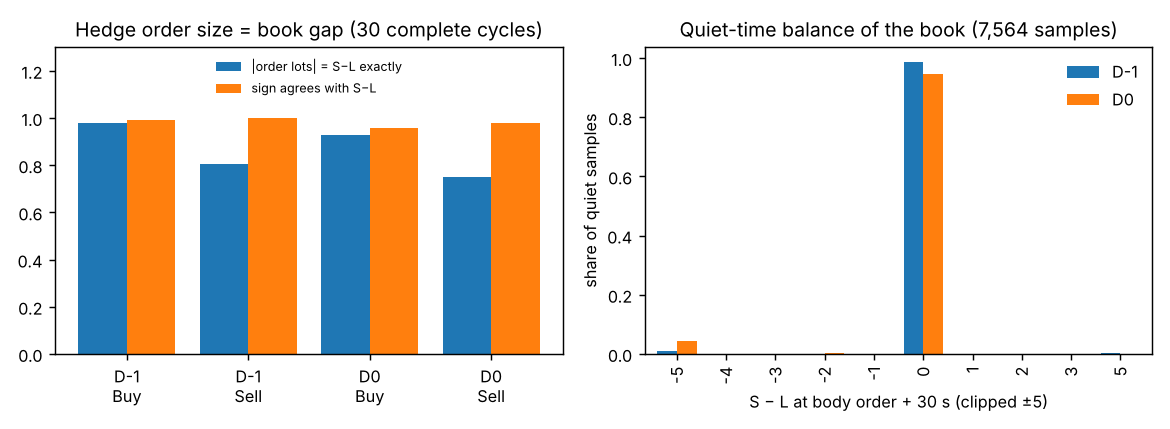 Hedge order size = book gap (30 complete cycles)
|order lots| = S−L exactly
sign agrees with S−L
1.2
1.0
0.8
0.6
0.4
0.2
0.0
D-1
Buy
D-1
Sell
D0
Buy
D0
Sell
Quiet-time balance of the book (7,564 samples)
D-1
D0
share of quiet samples
1.0
0.8
0.6
0.4
0.2
0.0
-5
-4
-3
-2
-1
0
1
2
3
5
S − L at body order + 30 s (clipped ±5)